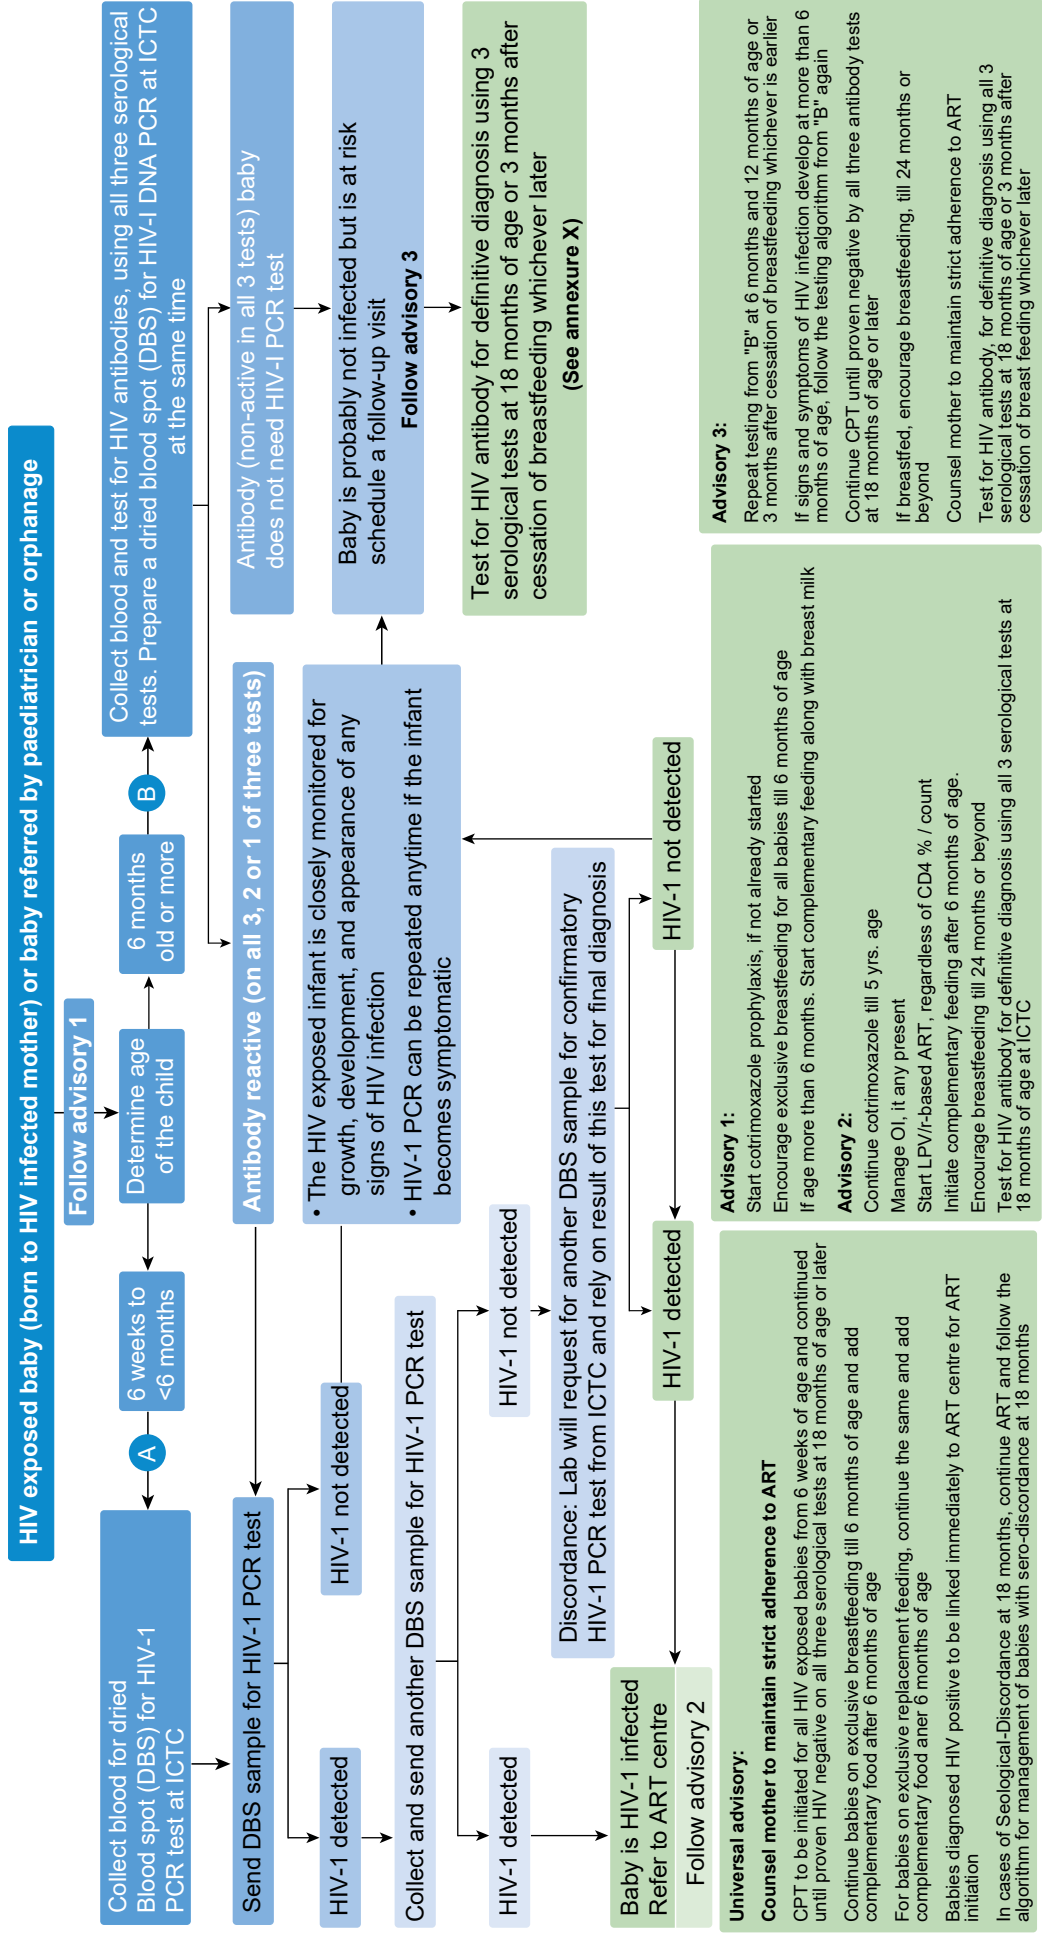 HIV exposed baby (born to HIV infected mother) or baby referred by paediatrician or orphanage
Follow advisory 1
Determine age
of the child
6 weeks to
<6 months
A
6 months
old or more
B
Collect blood for dried
Blood spot (DBS) for HIV-1
PCR test at ICTC
Collect blood and test for HIV antibodies, using all three serological
tests. Prepare a dried blood spot (DBS) for HIV-I DNA PCR at ICTC
at the same time
Send DBS sample for HIV-1 PCR test
Antibody reactive (on all 3, 2 or 1 of three tests)
Antibody (non-active in all 3 tests) baby
does not need HIV-I PCR test
HIV-1 detected
HIV-1 not detected
• The HIV exposed infant is closely monitored for
growth, development, and appearance of any
signs of HIV infection
• HIV-1 PCR can be repeated anytime if the infant
becomes symptomatic
Baby is probably not infected but is at risk
schedule a follow-up visit
Follow advisory 3
Collect and send another DBS sample for HIV-1 PCR test
HIV-1 detected
HIV-1 not detected
Test for HIV antibody for definitive diagnosis using 3
serological tests at 18 months of age or 3 months after
cessation of breastfeeding whichever later
(See annexure X)
Discordance: Lab will request for another DBS sample for confirmatory
HIV-1 PCR test from ICTC and rely on result of this test for final diagnosis
Baby is HIV-1 infected
Refer to ART centre
Follow advisory 2
HIV-1 detected
HIV-1 not detected
Universal advisory:
Counsel mother to maintain strict adherence to ART
CPT to be initiated for all HIV exposed babies from 6 weeks of age and continued
until proven HIV negative on all three serological tests at 18 months of age or later
Continue babies on exclusive breastfeeding till 6 months of age and add
complementary food after 6 months of age
For babies on exclusive replacement feeding, continue the same and add
complementary food aner 6 months of age
Babies diagnosed HIV positive to be linked immediately to ART centre for ART
initiation
In cases of Seological-Discordance at 18 months, continue ART and follow the
algorithm for management of babies with sero-discordance at 18 months
Advisory 1:
Start cotrimoxazole prophylaxis, if not already started
Encourage exclusive breastfeeding for all babies till 6 months of age
If age more than 6 months. Start complementary feeding along with breast milk
Advisory 2:
Continue cotrimoxazole till 5 yrs. age
Manage OI, it any present
Start LPV/r-based ART, regardless of CD4 % / count
Initiate complementary feeding after 6 months of age.
Encourage breastfeeding till 24 months or beyond
Test for HIV antibody for definitive diagnosis using all 3 serological tests at
18 months of age at ICTC
Advisory 3:
Repeat testing from "B" at 6 months and 12 months of age or
3 months after cessation of breastfeeding whichever is earlier
If signs and symptoms of HIV infection develop at more than 6
months of age, follow the testing algorithm from "B" again
Continue CPT until proven negative by all three antibody tests
at 18 months of age or later
If breastfed, encourage breastfeeding, till 24 months or
beyond
Counsel mother to maintain strict adherence to ART
Test for HIV antibody, for definitive diagnosis using all 3
serological tests at 18 months of age or 3 months after
cessation of breast feeding whichever later